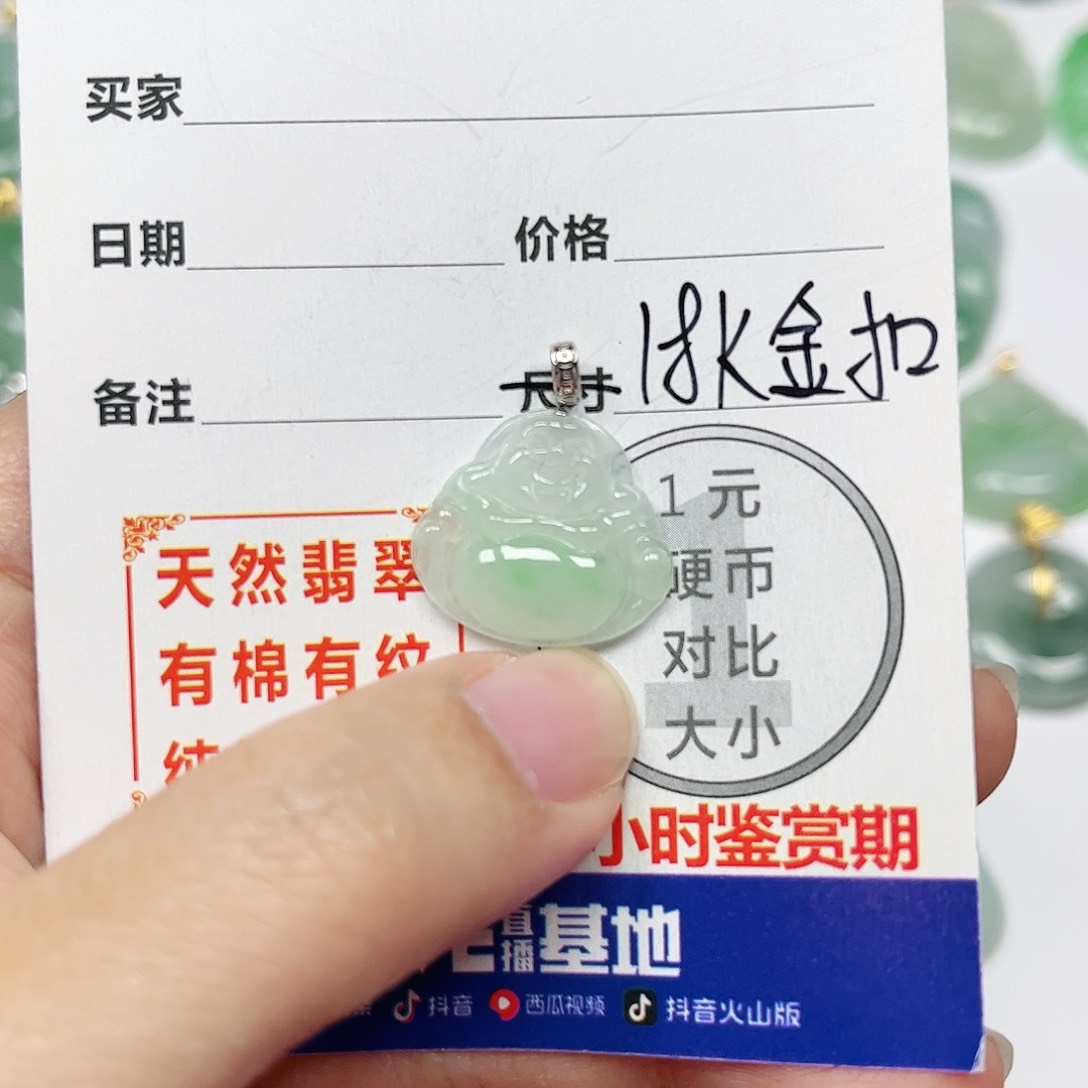 买家
日期 价格
备注 尺寸 18K金扣
天然翡翠
有棉有纹
1元
硬币
对比
大小
小时鉴赏期
直播基地
抖音 西瓜视频 抖音火山版